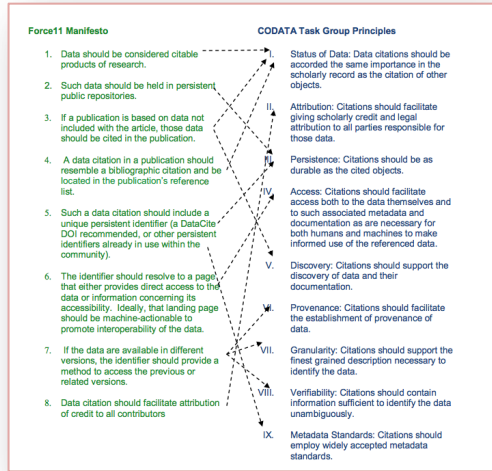 Force11 Manifesto
1. Data should be considered citable
products of research.
2. Such data should be held in persistent
public repositories.
3. If a publication is based on data not
included with the article, those data
should be cited in the publication.
4. A data citation in a publication should
resemble a bibliographic citation and be
located in the publication's reference
list.
5. Such a data citation should include a
unique persistent identifier (a DataCite
DOI recommended, or other persistent
identifiers already in use within the
community).
6. The identifier should resolve to a page
that either provides direct access to the
data or information concerning its
accessibility. Ideally, that landing page
should be machine-actionable to
promote interoperability of the data.
7. If the data are available in different
versions, the identifier should provide a
method to access the previous or
related versions.
8. Data citation should facilitate attribution
of credit to all contributors
CODATA Task Group Principles
I. Status of Data: Data citations should be
accorded the same importance in the
scholarly record as the citation of other
objects.
II. Attribution: Citations should facilitate
giving scholarly credit and legal
attribution to all parties responsible for
those data.
III. Persistence: Citations should be as
durable as the cited objects.
IV. Access: Citations should facilitate
access both to the data themselves and
to such associated metadata and
documentation as are necessary for
both humans and machines to make
informed use of the referenced data.
V. Discovery: Citations should support the
discovery of data and their
documentation.
VI. Provenance: Citations should facilitate
the establishment of provenance of
data.
VII. Granularity: Citations should support the
finest grained description necessary to
identify the data.
VIII. Verifiability: Citations should contain
information sufficient to identify the data
unambiguously.
IX. Metadata Standards: Citations should
employ widely accepted metadata
standards.